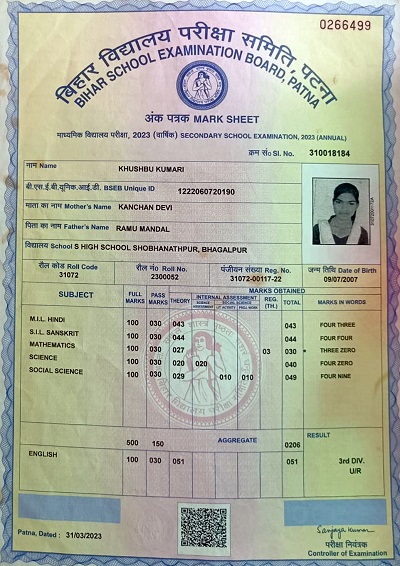 0266499
बिहार विद्यालय परीक्षा समिति, पटना
BIHAR SCHOOL EXAMINATION BOARD, PATNA
अंक पत्रक MARK SHEET
माध्यमिक विद्यालय परीक्षा, 2023 (वार्षिक) SECONDARY SCHOOL EXAMINATION, 2023 (ANNUAL)
क्रम सं० Sl. No. 310018184
नाम Name KHUSHBU KUMARI
बी.एस.ई.बी.यूनिक.आई.डी. BSEB Unique ID 1222060720190
माता का नाम Mother's Name KANCHAN DEVI
पिता का नाम Father's Name RAMU MANDAL
विद्यालय School S HIGH SCHOOL SHOBHANATHPUR, BHAGALPUR
रौल कोड Roll Code रौल नं० Roll No. पंजीयन संख्या Reg. No. जन्म तिथि Date of Birth
31072 2300052 31072-00117-22 09/07/2007
MARKS OBTAINED
SUBJECT FULL MARKS PASS MARKS THEORY INTERNAL ASSESSMENT REG. (TH.) TOTAL MARKS IN WORDS
M.I.L. HINDI 100 030 043 043 FOUR THREE
S.I.L. SANSKRIT 100 030 044 044 FOUR FOUR
MATHEMATICS 100 030 027 03 030 * THREE ZERO
SCIENCE 100 030 020 020 040 FOUR ZERO
SOCIAL SCIENCE 100 030 029 010 010 049 FOUR NINE
500 150 AGGREGATE 0206 RESULT
ENGLISH 100 030 051 051 3rd DIV.
U/R
Patna, Dated : 31/03/2023
Sanjay Kumar
परीक्षा नियंत्रक
Controller of Examination